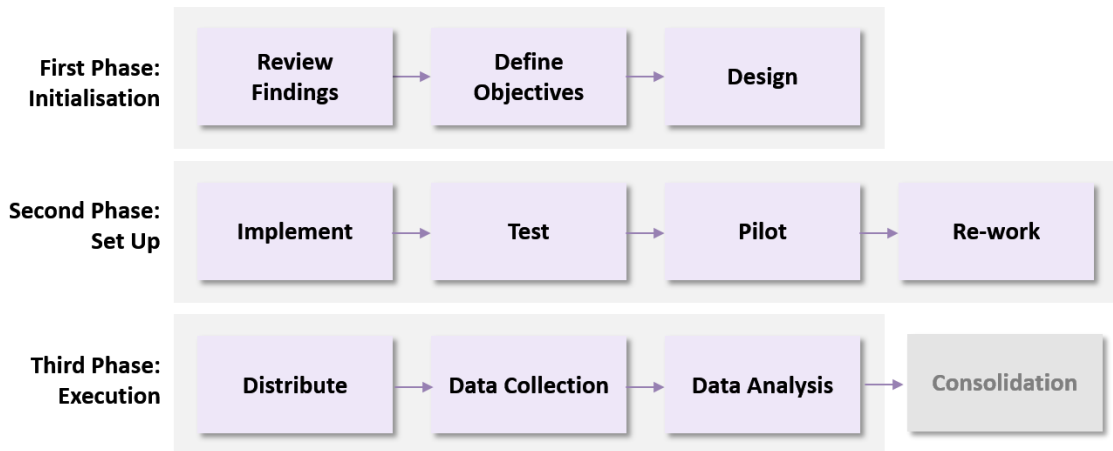 First Phase:
Initialisation
Review
Findings
Define
Objectives
Design
Second Phase:
Set Up
Implement
Test
Pilot
Re-work
Third Phase:
Execution
Distribute
Data Collection
Data Analysis
Consolidation